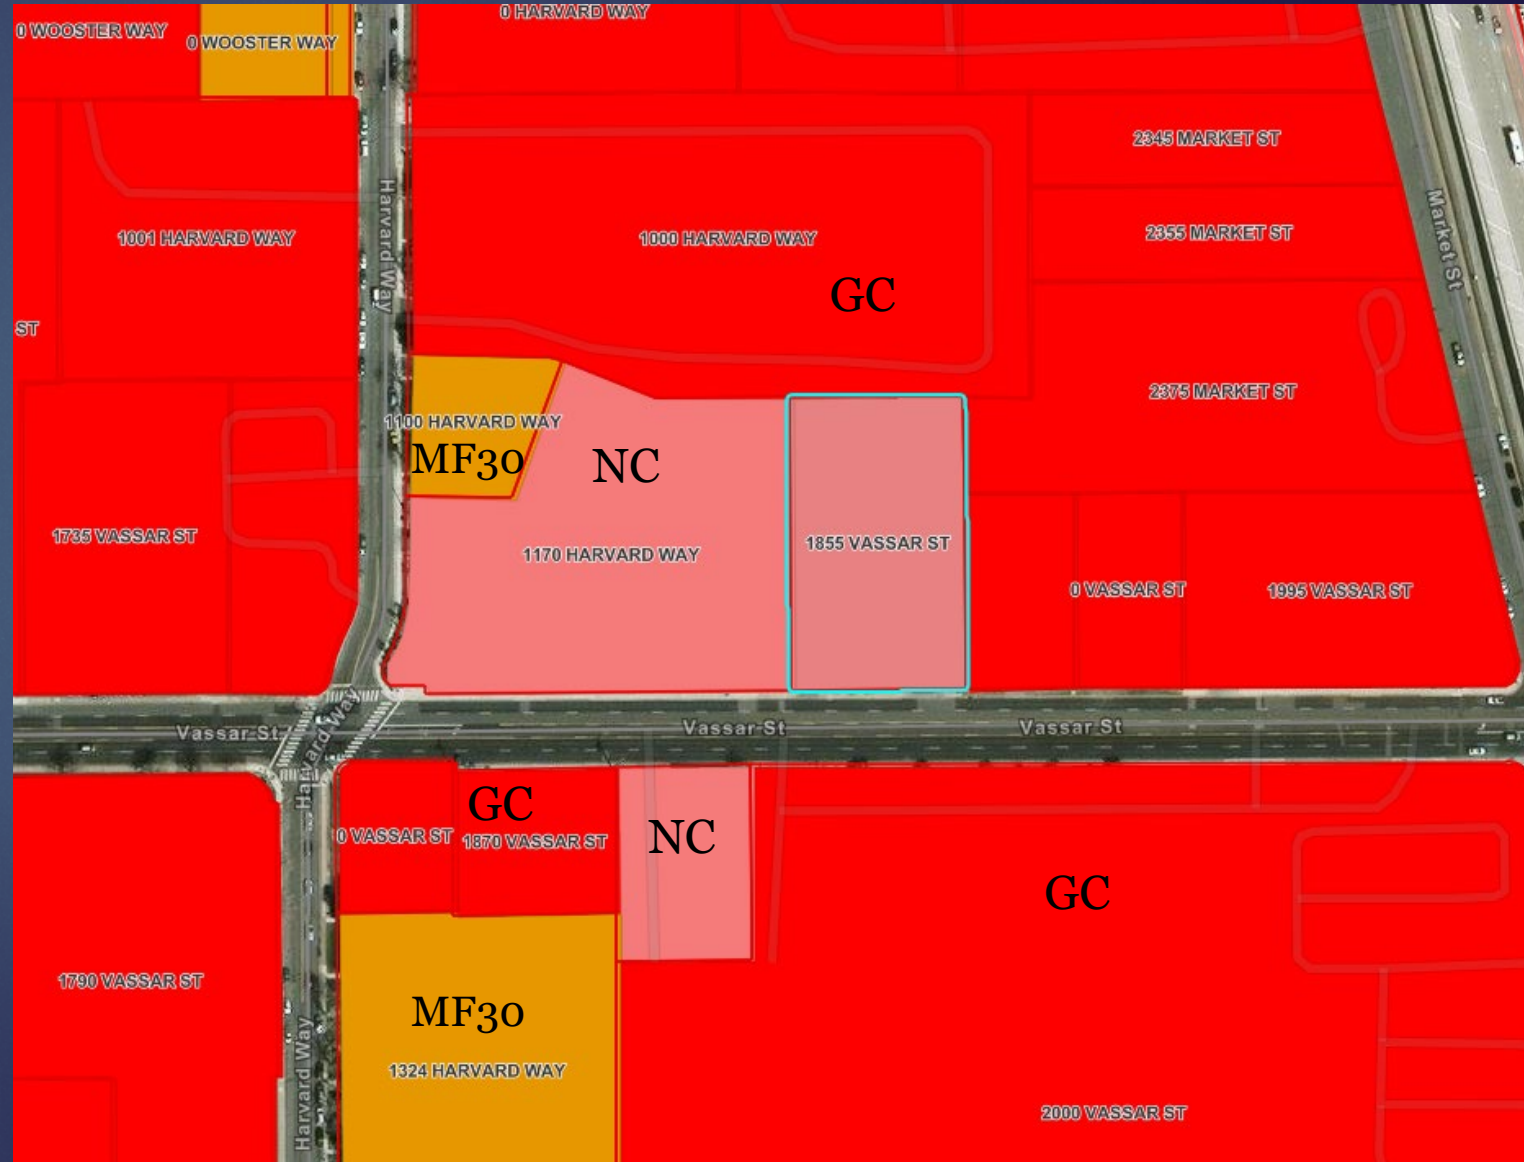 0 HARVARD WAY
0 WOOSTER WAY
0 WOOSTER WAY
2345 MARKET ST
Harvard Way
1001 HARVARD WAY
1000 HARVARD WAY
2355 MARKET ST
Market St
GC
ST
2375 MARKET ST
1100 HARVARD WAY
MF30
NC
1735 VASSAR ST
1170 HARVARD WAY
1855 VASSAR ST
0 VASSAR ST
1995 VASSAR ST
Vassar St
Harvard Way
Vassar St
Vassar St
GC
0 VASSAR ST
1870 VASSAR ST
NC
GC
1790 VASSAR ST
MF30
1324 HARVARD WAY
Harvard Way
2000 VASSAR ST